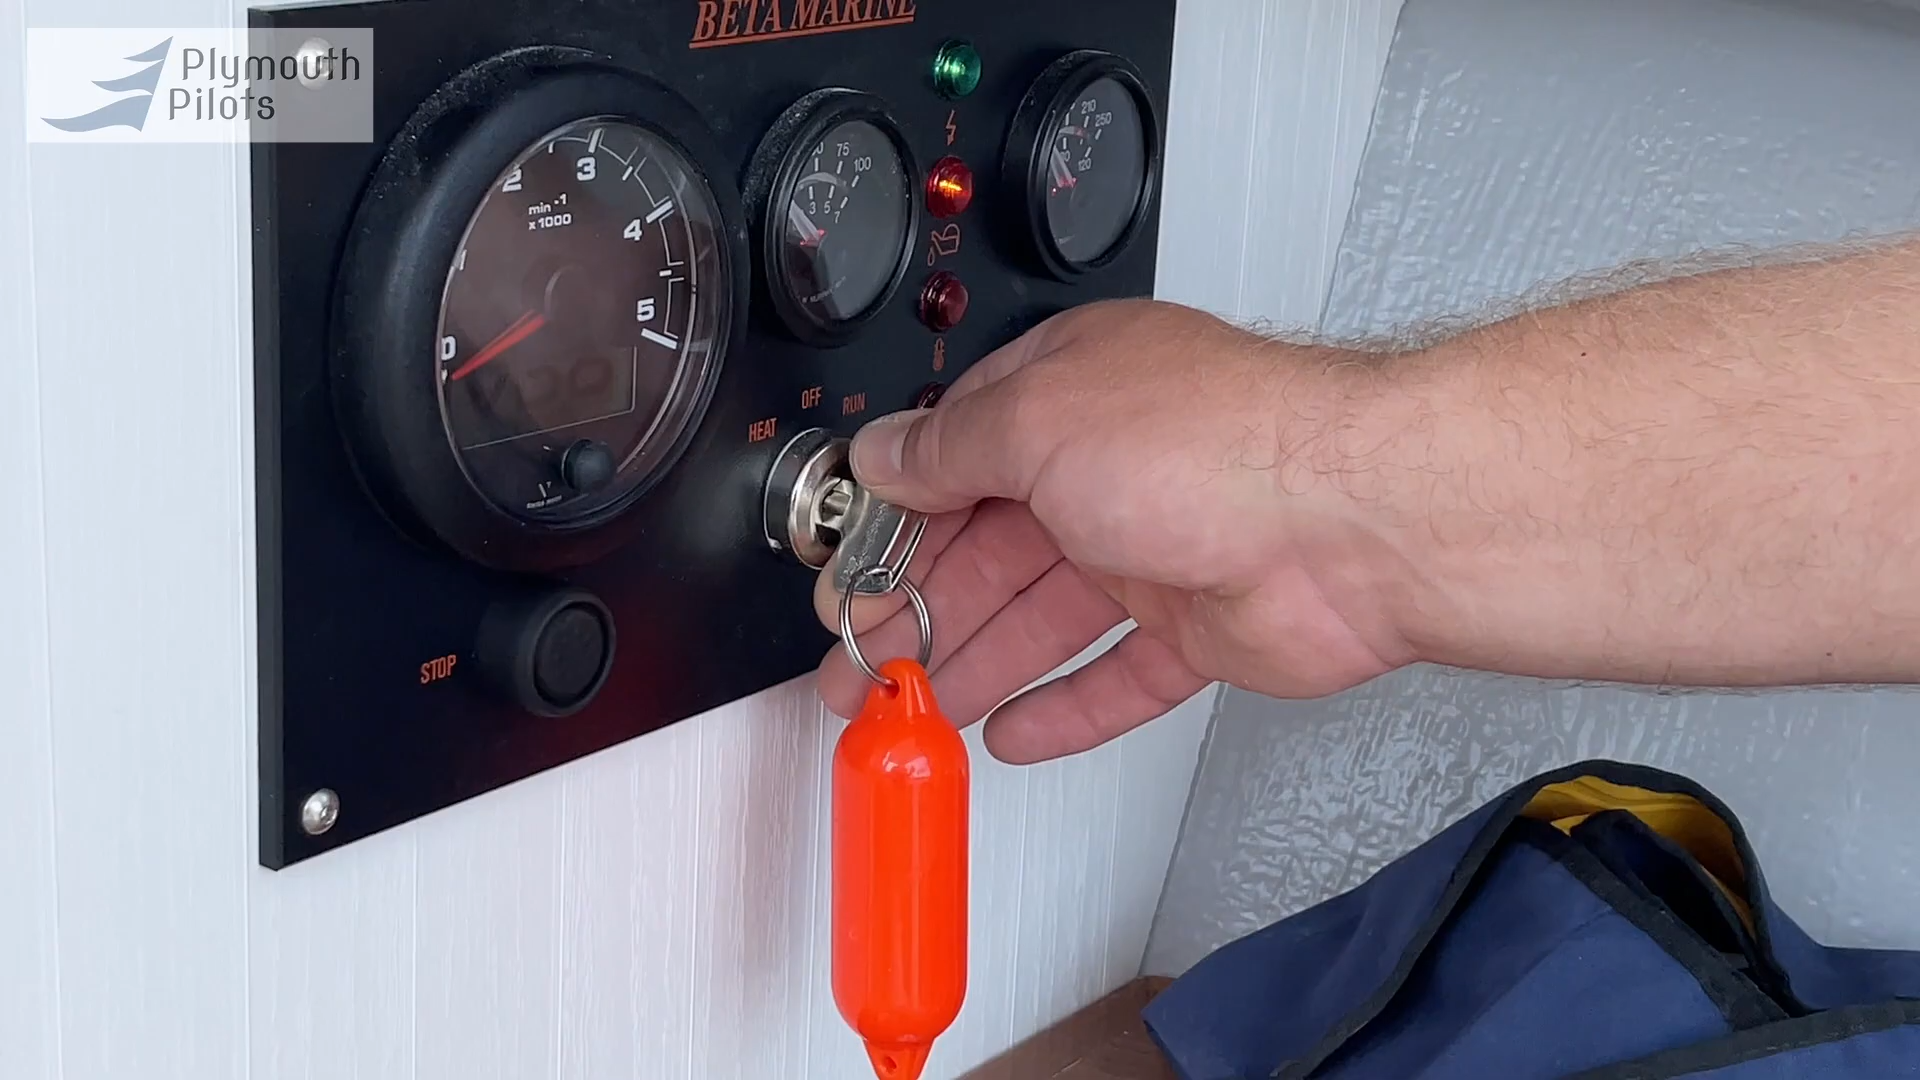 BETA MARINE
Plymouth
Pilots
2
3
4
5
0
min -1
x 1000
75
100
3 5
7
210
250
120
HEAT
OFF
RUN
STOP